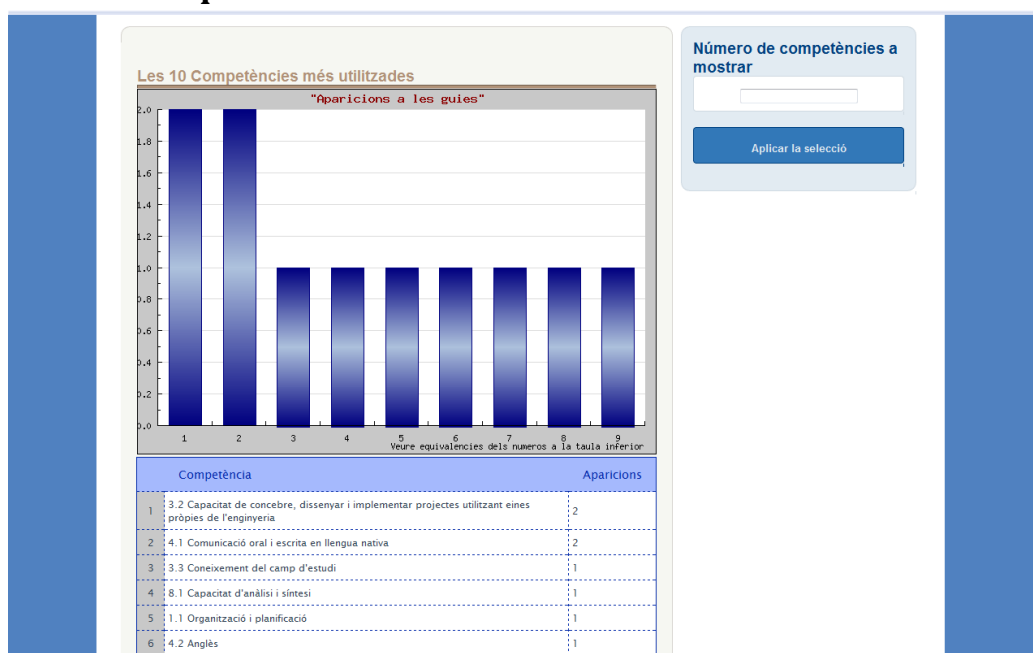 Les 10 Competències més utilitzades
"Aparicions a les guies"
2.0
1.8
1.6
1.4
1.2
1.0
0.8
0.6
0.4
0.2
0.0
1 2 3 4 5 6 7 8 9
Veure equivalencies dels numeros a la taula inferior
Competència Aparicions
1 3.2 Capacitat de concebre, dissenyar i implementar projectes utilitzant eines
pròpies de l'enginyeria 2
2 4.1 Comunicació oral i escrita en llengua nativa 2
3 3.3 Coneixement del camp d'estudi 1
4 8.1 Capacitat d'anàlisi i síntesi 1
5 1.1 Organització i planificació 1
6 4.2 Anglès 1
Número de competències a
mostrar
Aplicar la selecció